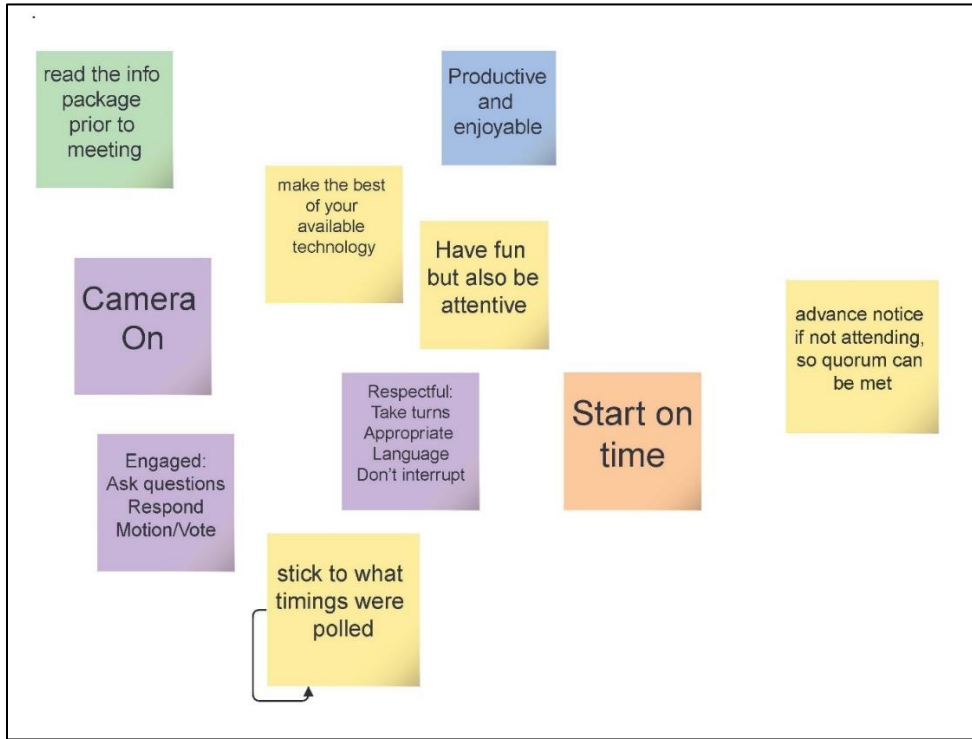 read the info
package
prior to
meeting
Productive
and
enjoyable
make the best
of your
available
technology
Have fun
but also be
attentive
Camera
On
advance notice
if not attending,
so quorum can
be met
Respectful:
Take turns
Appropriate
Language
Don't interrupt
Start on
time
Engaged:
Ask questions
Respond
Motion/Vote
stick to what
timings were
polled